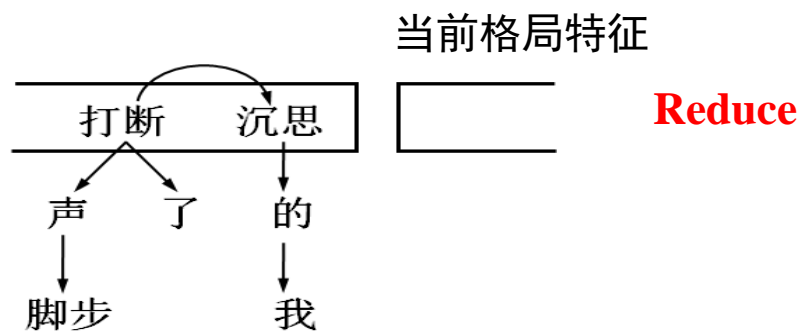 当前格局特征
打断 沉思 Reduce
声 了 的
脚步 我